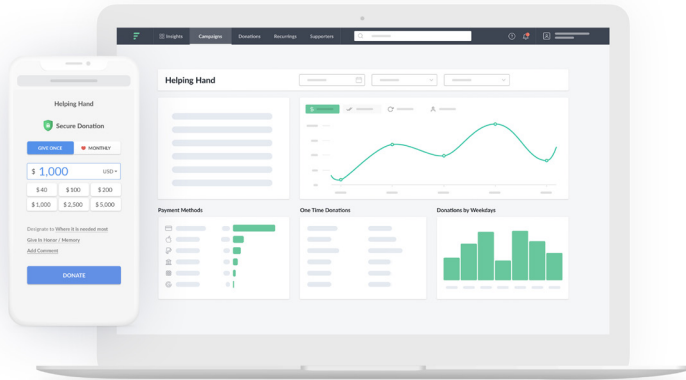 Insights Campaigns Donations Recurrings Supporters
Helping Hand
$
Payment Methods
One Time Donations
Donations by Weekdays
Helping Hand
Secure Donation
GIVE ONCE MONTHLY
$ 1,000 USD
$40 $100 $200
$1,000 $2,500 $5,000
Designate to Where it is needed most
Give in Honor / Memory
Add Comment
DONATE